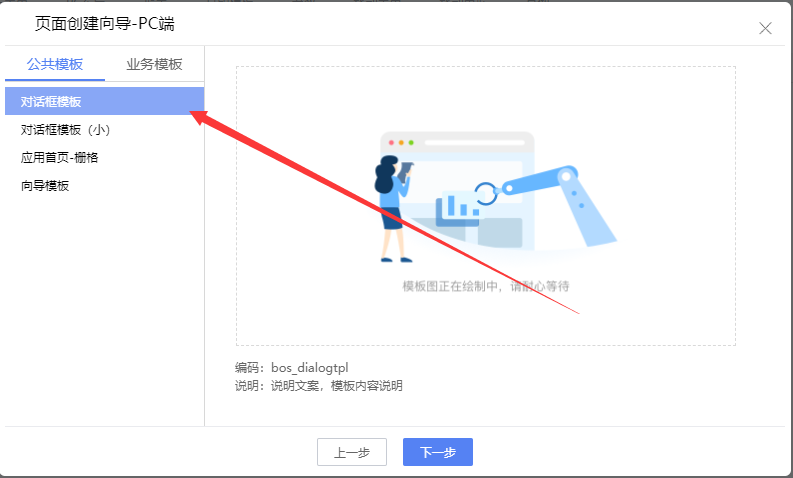 页面创建向导-PC端
公共模板 业务模板
对话框模板
对话框模板（小）
应用首页-栅格
向导模板
模板图正在绘制中，请耐心等待
编码：bos_dialogtpl
说明：说明文案，模板内容说明
上一步 下一步